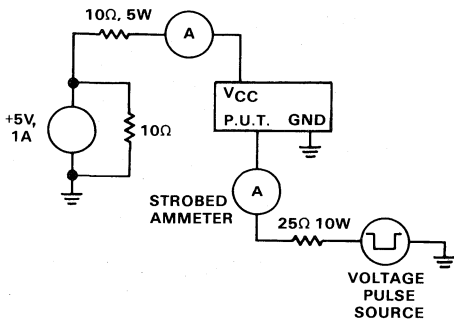 10Ω, 5W
A
+5V,
1A
10Ω
VCC
P.U.T. GND
A
STROBED
AMMETER
25Ω 10W
VOLTAGE
PULSE
SOURCE